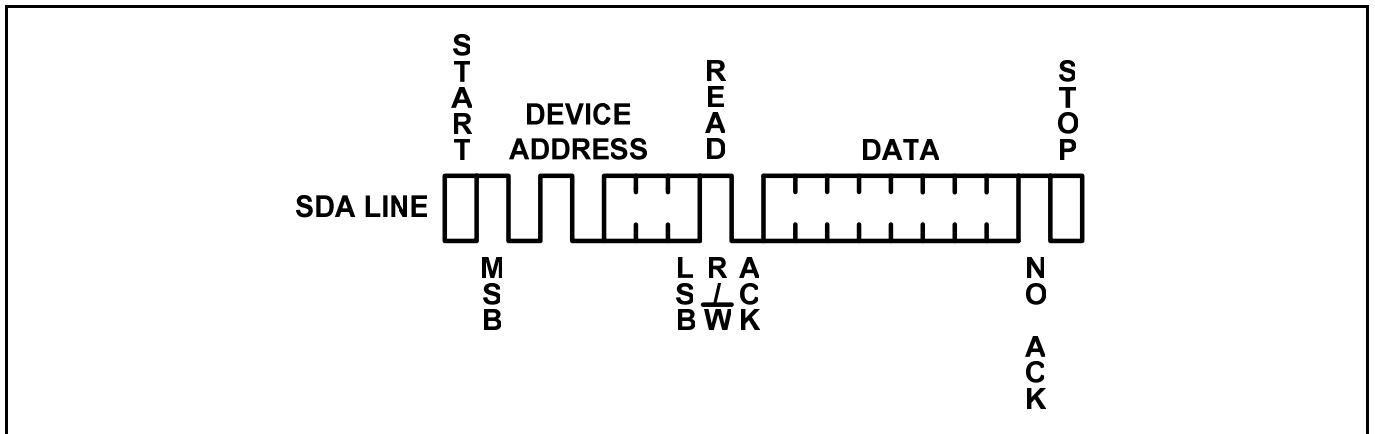 START
DEVICE
ADDRESS
READ
DATA
STOP
SDA LINE
MSB
LSB
R/W
ACK
NO ACK